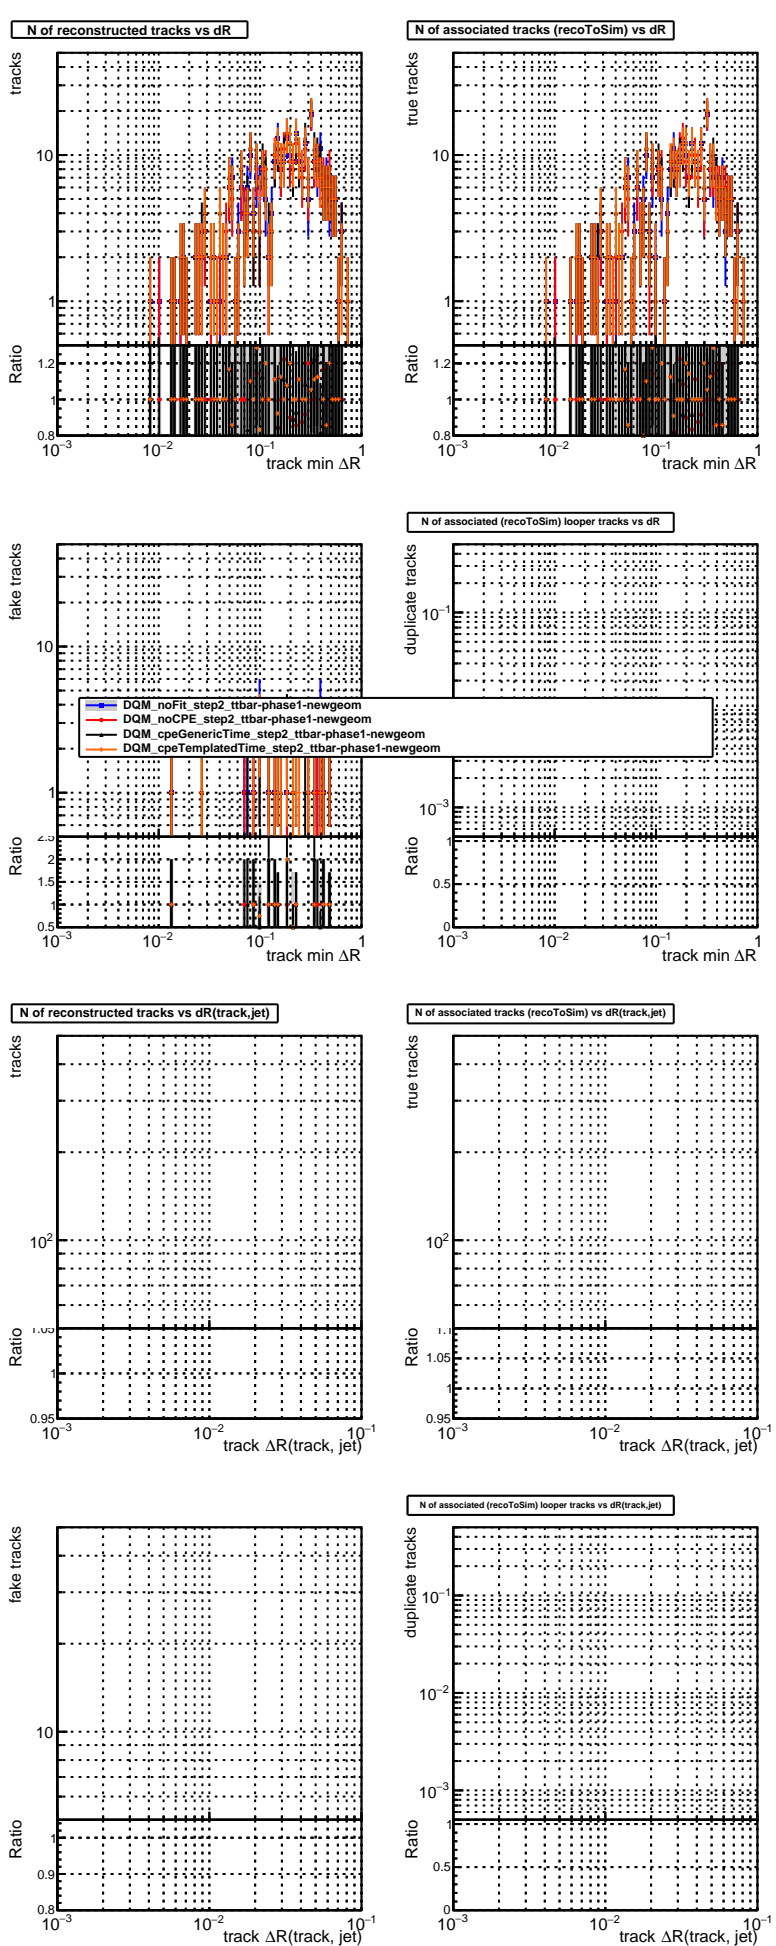 N of reconstructed tracks vs dR
tracks
10
1
Ratio
1.2
1
0.8
10−3 10−2 10−1 1
track min ΔR
N of associated tracks (recoToSim) vs dR
true tracks
10
1
Ratio
1.2
1
0.8
10−3 10−2 10−1 1
track min ΔR
fake tracks
10
1
Ratio
2.5
2
1.5
1
0.5
10−3 10−2 10−1 1
track min ΔR
N of associated (recoToSim) looper tracks vs dR
duplicate tracks
10−1
10−3
Ratio
1
0.5
0
10−3 10−2 10−1 1
track min ΔR
DQM_noFit_step2_ttbar-phase1-newgeom
DQM_noCPE_step2_ttbar-phase1-newgeom
DQM_cpeGenericTime_step2_ttbar-phase1-newgeom
DQM_cpeTemplatedTime_step2_ttbar-phase1-newgeom
N of reconstructed tracks vs dR(track,jet)
tracks
102
Ratio
1.05
1
0.95
10−3 10−2 10−1
track ΔR(track, jet)
N of associated tracks (recoToSim) vs dR(track,jet)
true tracks
102
Ratio
1.1
1.05
1
0.95
10−3 10−2 10−1
track ΔR(track, jet)
fake tracks
10
Ratio
1
0.9
0.8
10−3 10−2 10−1
track ΔR(track, jet)
N of associated (recoToSim) looper tracks vs dR(track,jet)
duplicate tracks
10−1
10−2
10−3
Ratio
1
0.5
0
10−3 10−2 10−1
track ΔR(track, jet)